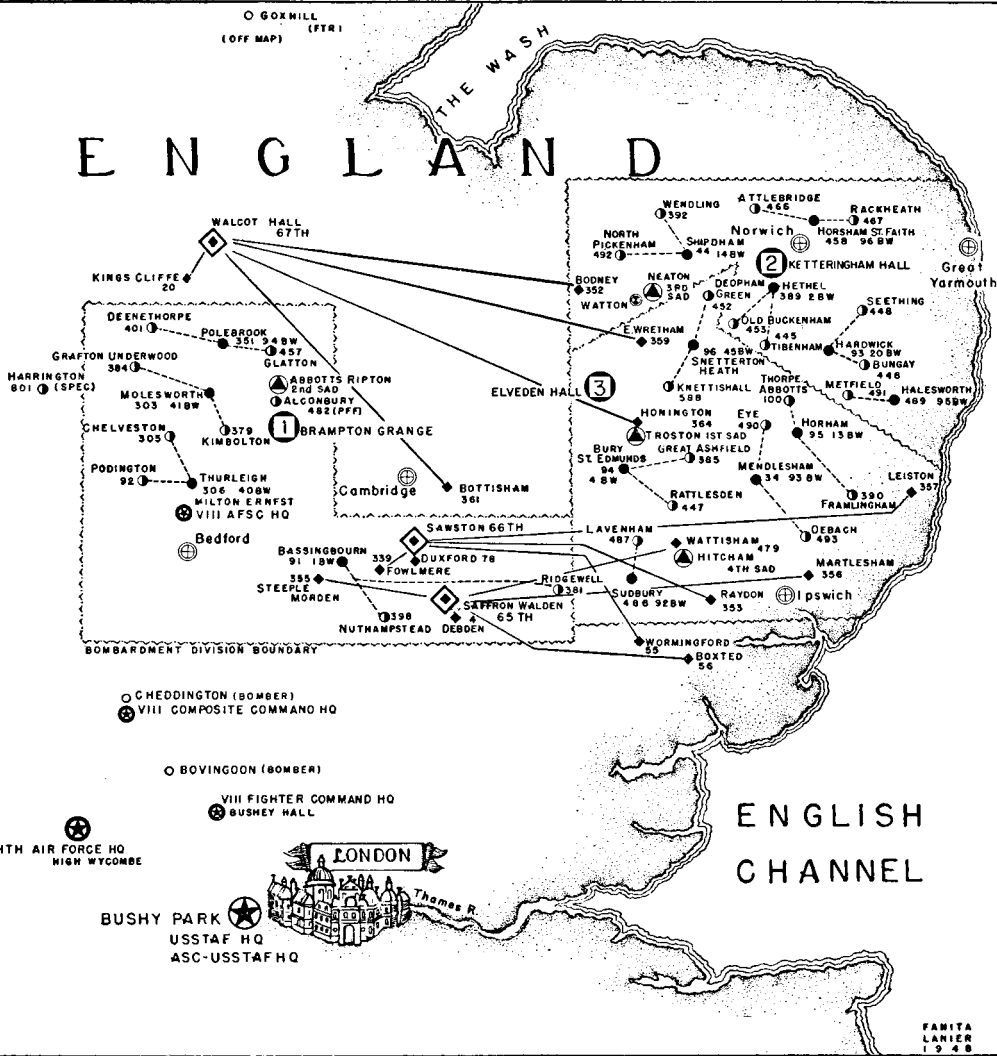 GOXHILL
(FTR)
(OFF MAP)
THE WASH
ENGLAND
WALCOT HALL
67TH
KINGS CLIFFE
20
DEENETHORPE
401
POLEBROOK
351 94BW
457
GLATTON
GRAFTON UNDERWOOD
384
HARRINGTON
801 (SPEC)
MOLESWORTH
303 41BW
379
KIMBOLTON
ABBOTTS RIPTON
2nd SAD
ALCONBURY
482 (PFF)
1 BRAMPTON GRANGE
CHELVESTON
305
PODINGTON
92
THURLEIGH
306 40BW
MILTON ERNEST
VIII AFSC HQ
Bedford
Cambridge
BOTTISHAM
361
WENDLING
392
NORTH
PICKENHAM
492
SHIPDHAM
44 14BW
ATTLEBRIDGE
466
RACKHEATH
467
Norwich
HORSHAM ST. FAITH
458 96BW
2 KETTERINGHAM HALL
Great
Yarmouth
BODNEY
352
NEATON
3RD
SAD
WATTON
DEOPHAM
GREEN
452
HETHEL
389 2BW
SEETHING
448
OLD BUCKENHAM
453
445
TIBENHAM
HARDWICK
93 20BW
BUNGAY
446
E. WRETHAM
359
96 45BW
SNETTERTON
HEATH
ELVEDEN HALL 3
KNETTISHALL
588
THORPE
ABBOTTS
100
METFIELD
491
HALESWORTH
489 95BW
HONINGTON
364
TROSTON 1ST SAD
EYE
490
HORHAM
95 13BW
BURY
ST. EDMUNDS
94
4BW
GREAT ASHFIELD
385
MENDLESHAM
34 93BW
RATTLESDEN
447
390
FRAMLINGHAM
LEISTON
357
SAWSTON 66TH
DUXFORD 78
339
FOWLMERE
BASSINGBOURN
91 1BW
355
STEEPLE
MORDEN
398
NUTHAMPSTEAD
SAFFRON WALDEN
65TH
4
DEBDEN
RIDGEWELL
381
LAVENHAM
487
WATTISHAM
479
HITCHAM
4TH SAD
DEBACH
493
MARTLESHAM
356
SUDBURY
486 92BW
RAYDON
353
Ipswich
WORMINGFORD
55
BOXTED
56
BOMBARDMENT DIVISION BOUNDARY
CHEDDINGTON (BOMBER)
VIII COMPOSITE COMMAND HQ
BOVINGDON (BOMBER)
VIII FIGHTER COMMAND HQ
BUSHEY HALL
HTH AIR FORCE HQ
HIGH WYCOMBE
LONDON
Thames R.
BUSHY PARK
USSTAF HQ
ASC-USSTAF HQ
ENGLISH
CHANNEL
FANITA
LANIER
1948